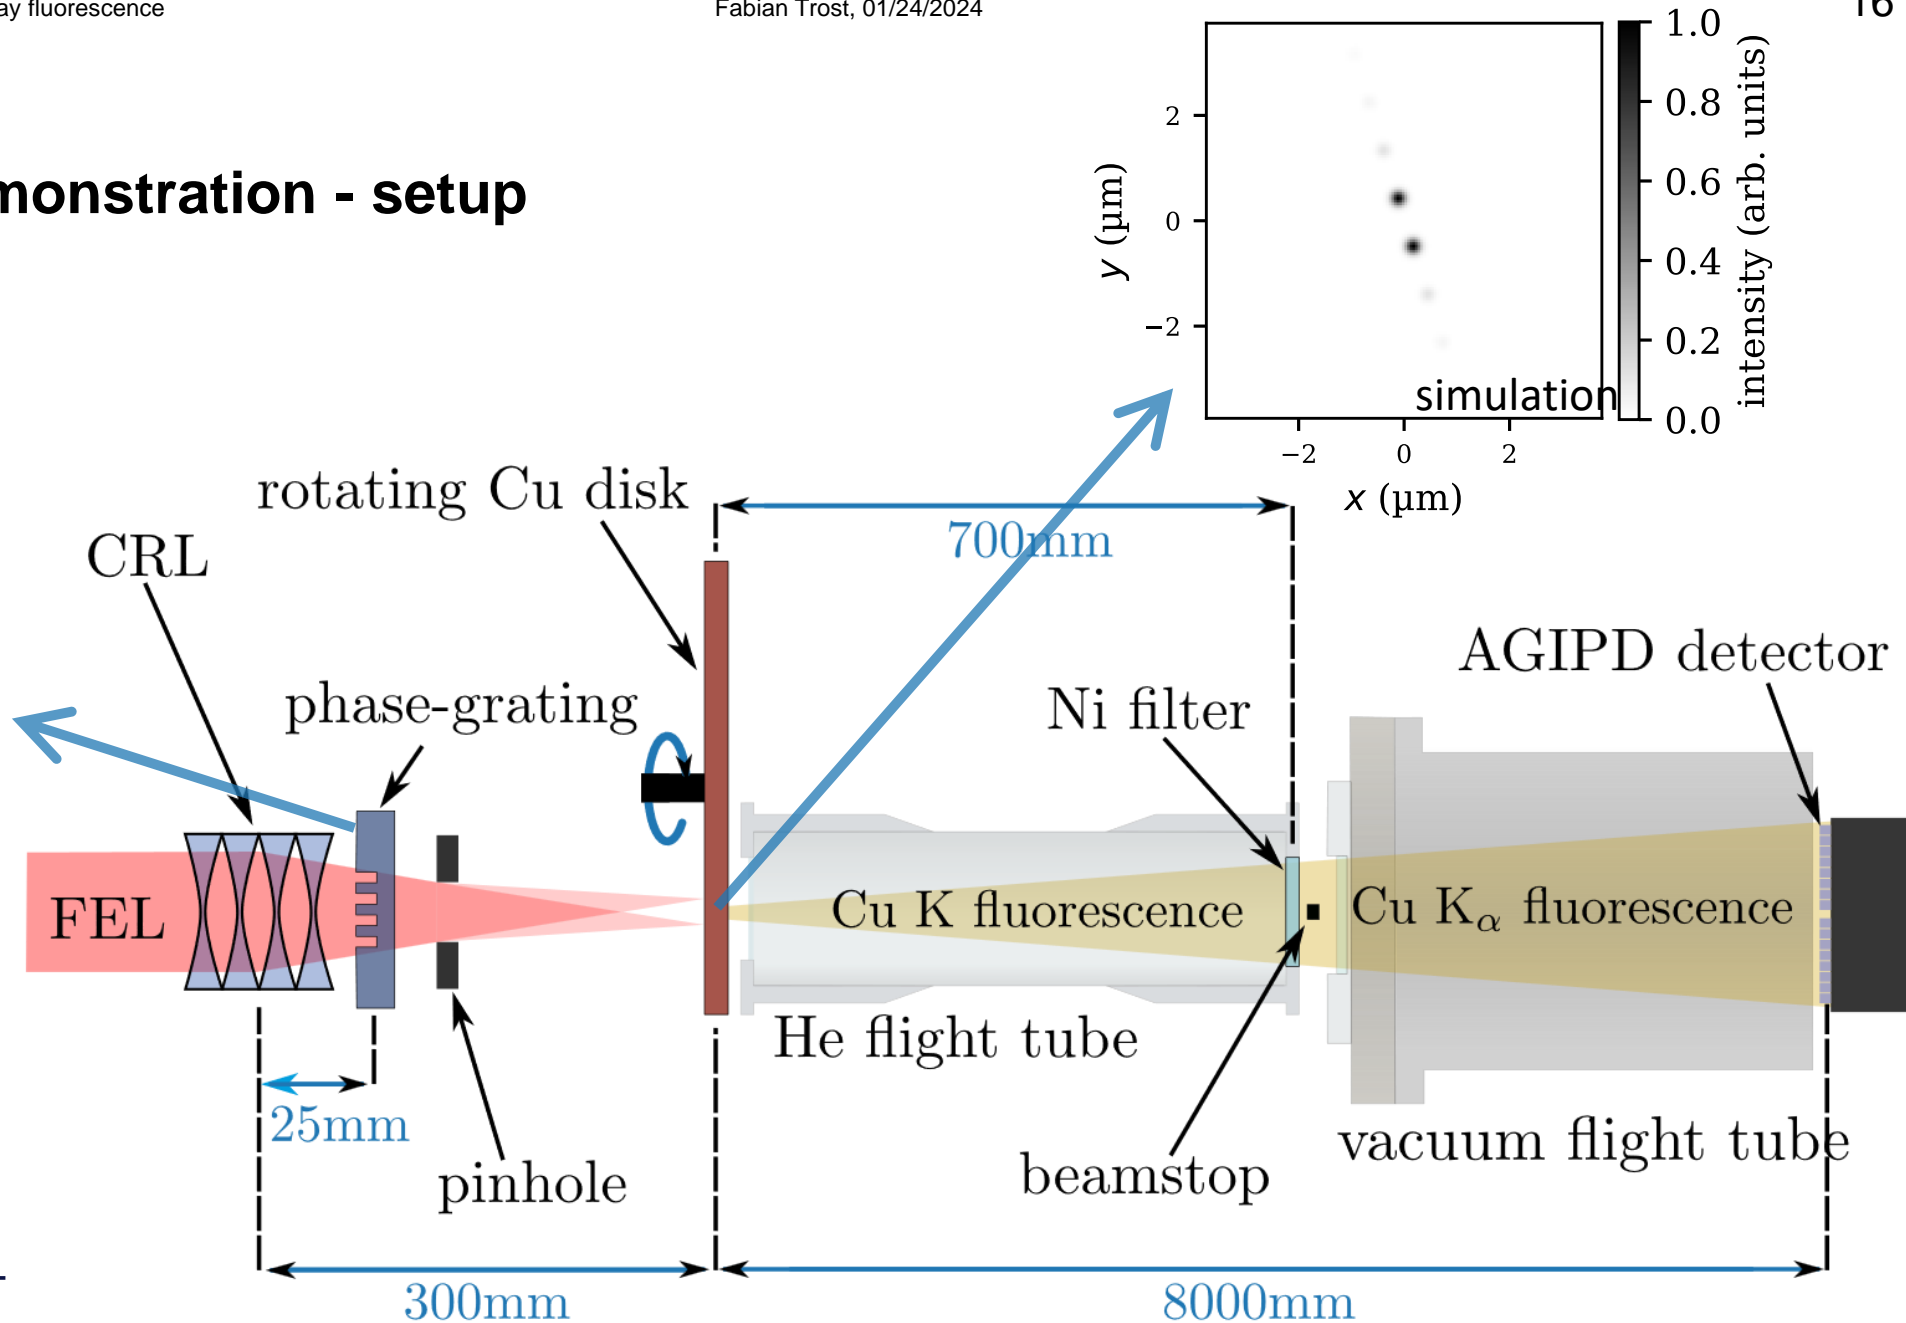 ay fluorescence
Fabian Trost, 01/24/2024
16
monstration - setup
2
0
−2
y (μm)
−2 0 2
x (μm)
simulation
1.0
0.8
0.6
0.4
0.2
0.0
intensity (arb. units)
rotating Cu disk
CRL
700mm
phase-grating
Ni filter
AGIPD detector
FEL
Cu K fluorescence
Cu Kα fluorescence
He flight tube
25mm
pinhole
beamstop
vacuum flight tube
300mm
8000mm